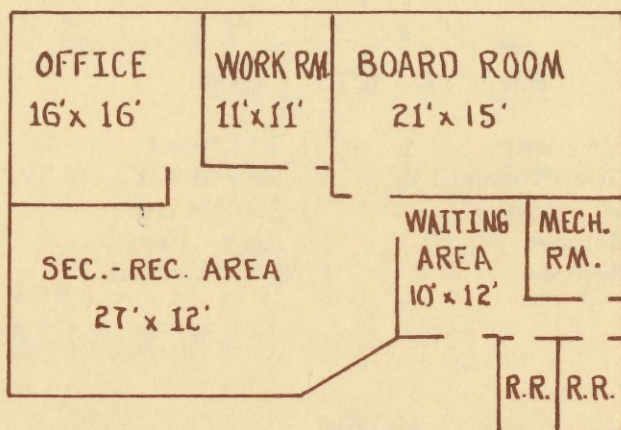 OFFICE
16' x 16'
WORK RM.
11' x 11'
BOARD ROOM
21' x 15'
SEC.-REC. AREA
27' x 12'
WAITING
AREA
10' x 12'
MECH.
RM.
R.R.
R.R.